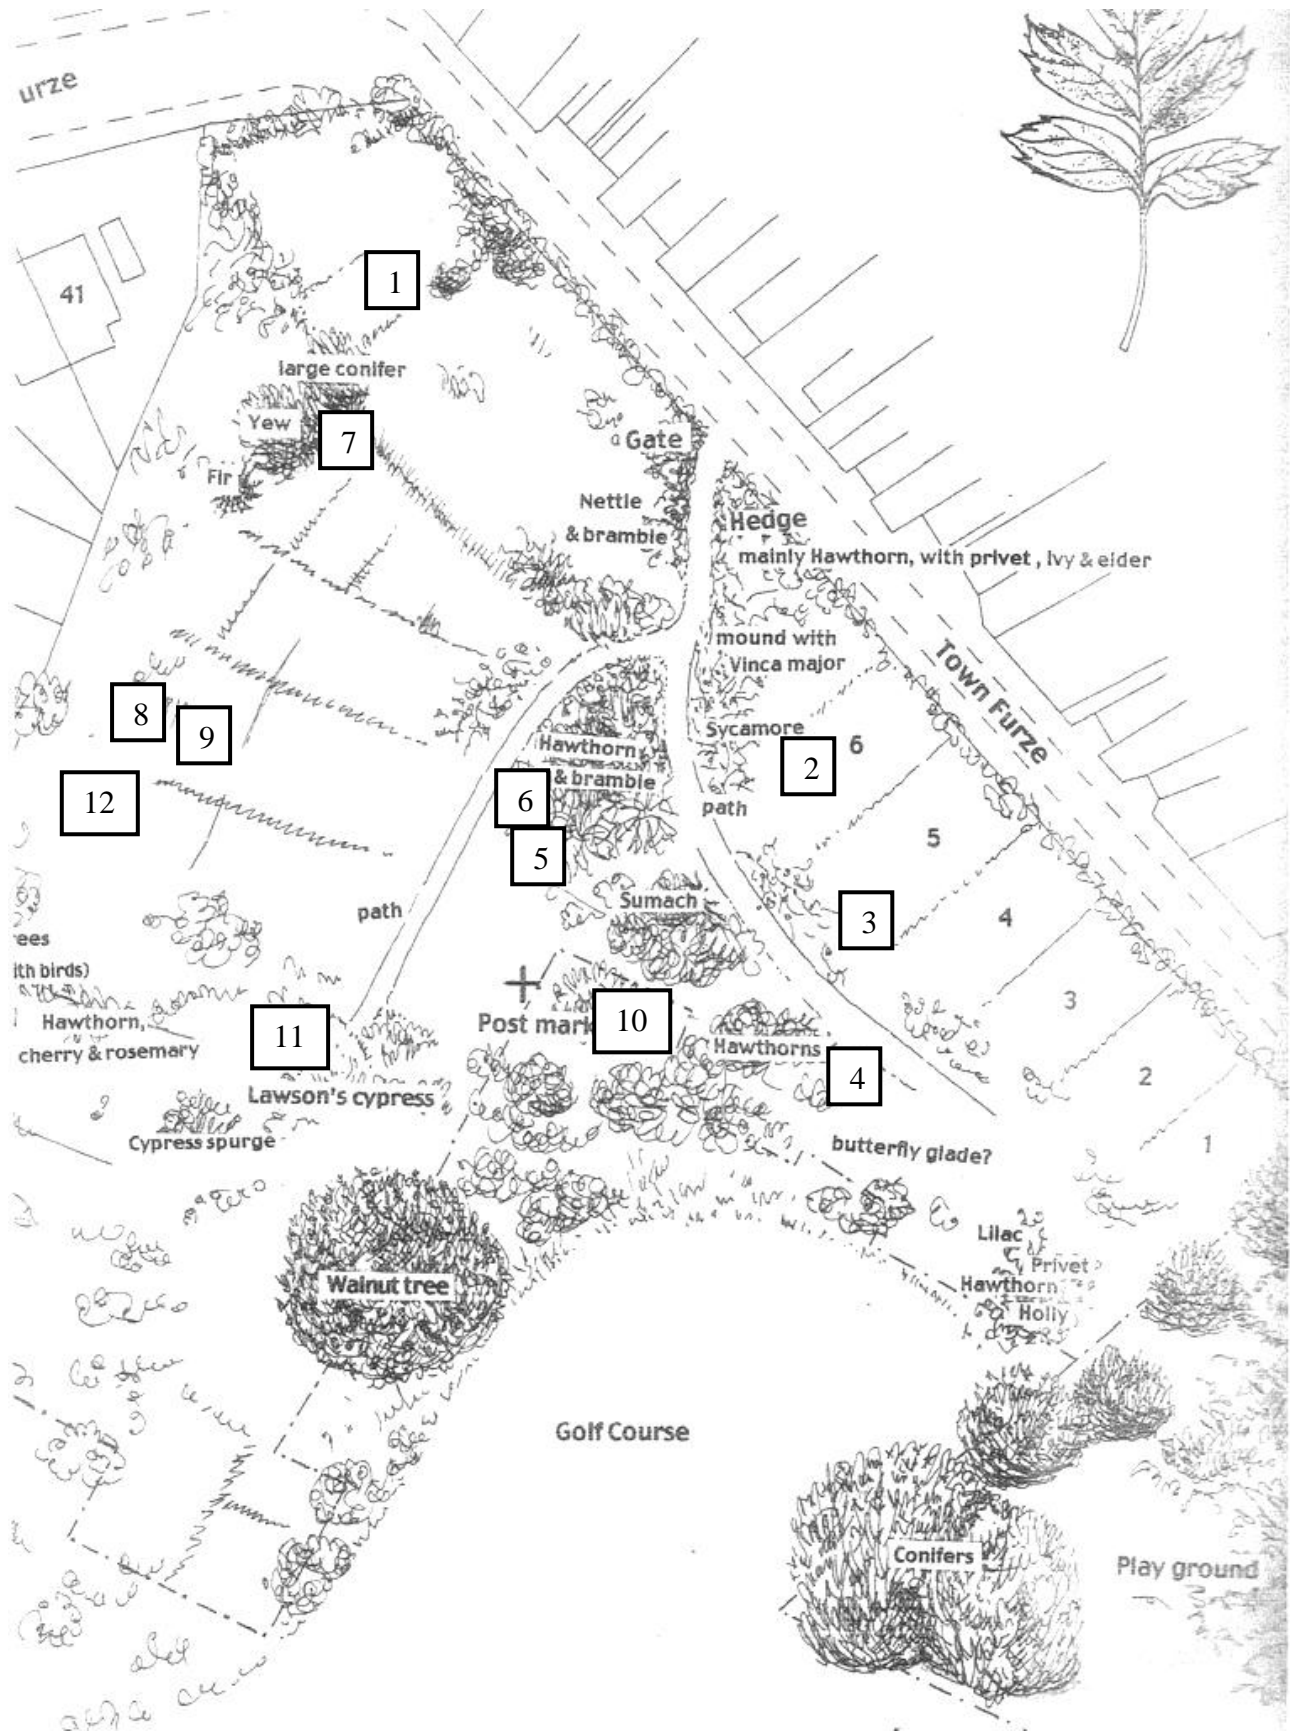 urze
41
1
large conifer
Yew
7
Fir
Gate
Nettle
& bramble
Hedge
mainly Hawthorn, with privet , Ivy & elder
mound with
Vinca major
Town Furze
8
9
Sycamore
6
2
Hawthorn
& bramble
12
6
path
5
5
Sumach
3
4
path
ees
ith birds)
Hawthorn,
cherry & rosemary
11
Post mark
10
3
Hawthorns
4
2
Lawson's cypress
Cypress spurge
butterfly glade?
1
Lilac
Privet
Hawthorn
Holly
Walnut tree
Golf Course
Conifers
Play ground